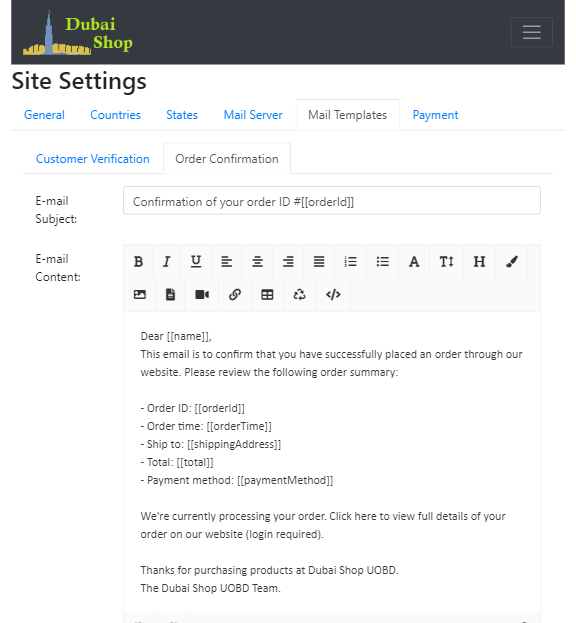 Dubai
Shop
Site Settings
General Countries States Mail Server Mail Templates Payment
Customer Verification Order Confirmation
E-mail
Subject:
Confirmation of your order ID #[[orderId]]
E-mail
Content:
B I U A T H
Dear [[name]],
This email is to confirm that you have successfully placed an order through our
website. Please review the following order summary:
- Order ID: [[orderId]]
- Order time: [[orderTime]]
- Ship to: [[shippingAddress]]
- Total: [[total]]
- Payment method: [[paymentMethod]]
We're currently processing your order. Click here to view full details of your
order on our website (login required).
Thanks for purchasing products at Dubai Shop UOBD.
The Dubai Shop UOBD Team.